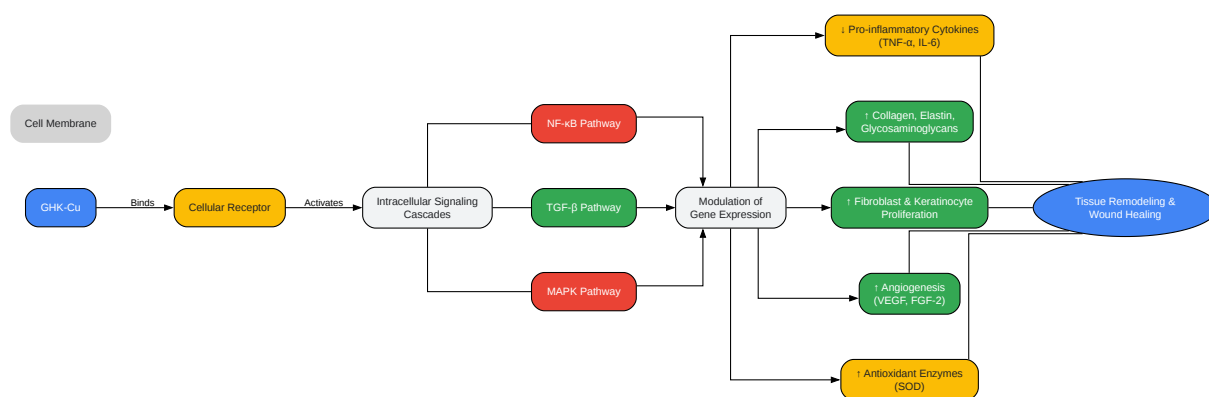 Cell Membrane
GHK-Cu
Binds
Cellular Receptor
Activates
Intracellular Signaling
Cascades
NF-κB Pathway
TGF-β Pathway
MAPK Pathway
Modulation of
Gene Expression
↓ Pro-inflammatory Cytokines
(TNF-α, IL-6)
↑ Collagen, Elastin,
Glycosaminoglycans
↑ Fibroblast & Keratinocyte
Proliferation
↑ Angiogenesis
(VEGF, FGF-2)
↑ Antioxidant Enzymes
(SOD)
Tissue Remodeling &
Wound Healing